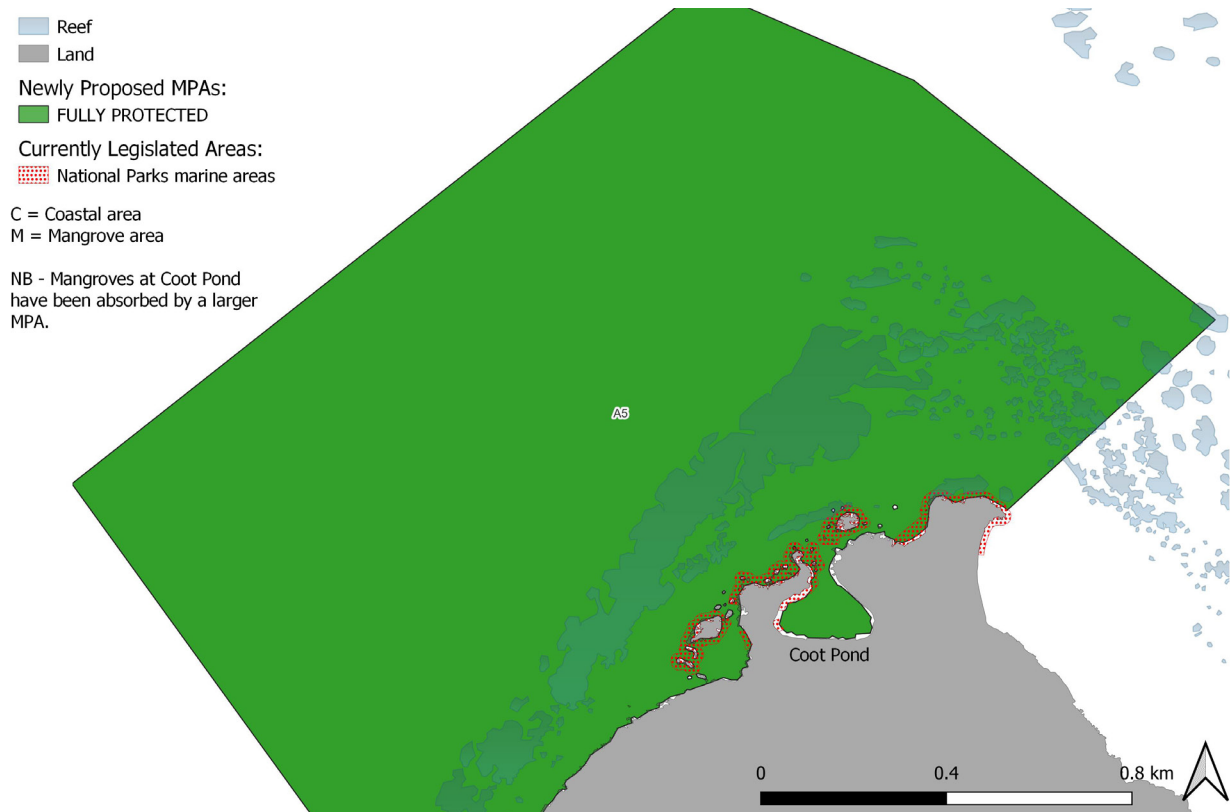 Reef
Land
Newly Proposed MPAs:
FULLY PROTECTED
Currently Legislated Areas:
National Parks marine areas
C = Coastal area
M = Mangrove area
NB - Mangroves at Coot Pond
have been absorbed by a larger
MPA.
A5
Coot Pond
0 0.4 0.8 km